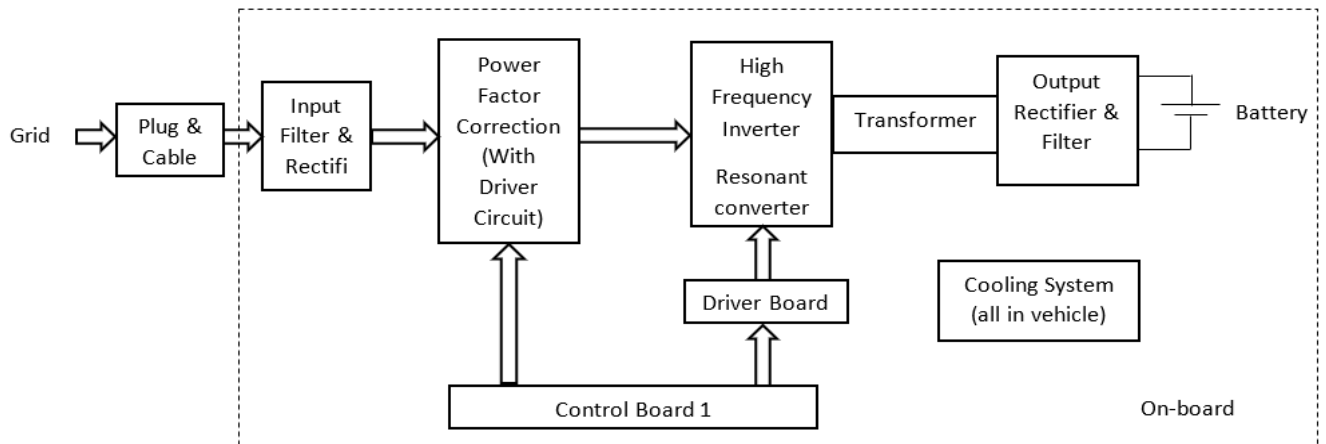 Grid
Plug &
Cable
Input
Filter &
Rectifi
Power
Factor
Correction
(With
Driver
Circuit)
High
Frequency
Inverter
Resonant
converter
Transformer
Output
Rectifier &
Filter
Battery
Driver Board
Cooling System
(all in vehicle)
Control Board 1
On-board